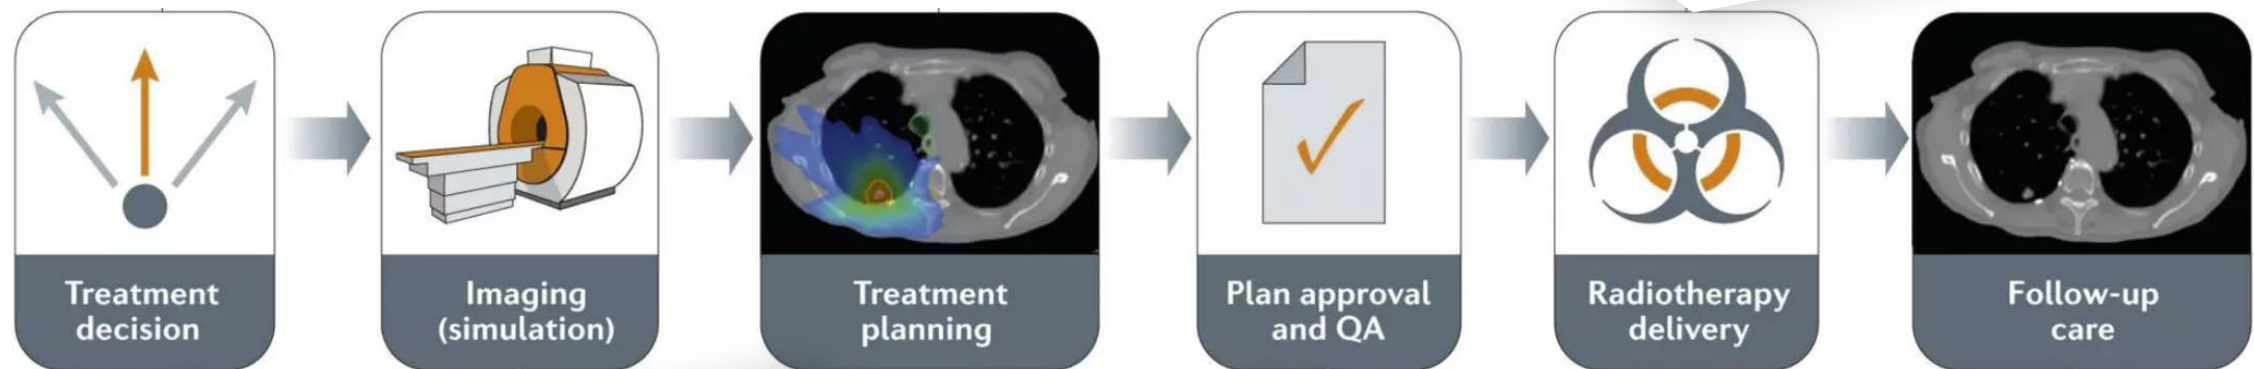 Treatment
decision
Imaging
(simulation)
Treatment
planning
Plan approval
and QA
Radiotherapy
delivery
Follow-up
care